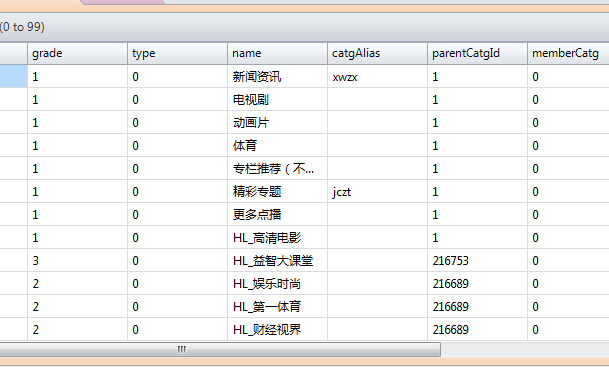 (0 to 99)
grade type name catgAlias parentCatgId memberCatg
1 0 新闻资讯 xwzx 1 0
1 0 电视剧 1 0
1 0 动画片 1 0
1 0 体育 1 0
1 0 专栏推荐（不... 1 0
1 0 精彩专题 jczt 1 0
1 0 更多点播 1 0
1 0 HL_高清电影 1 0
3 0 HL_益智大课堂 216753 0
2 0 HL_娱乐时尚 216689 0
2 0 HL_第一体育 216689 0
2 0 HL_财经视界 216689 0